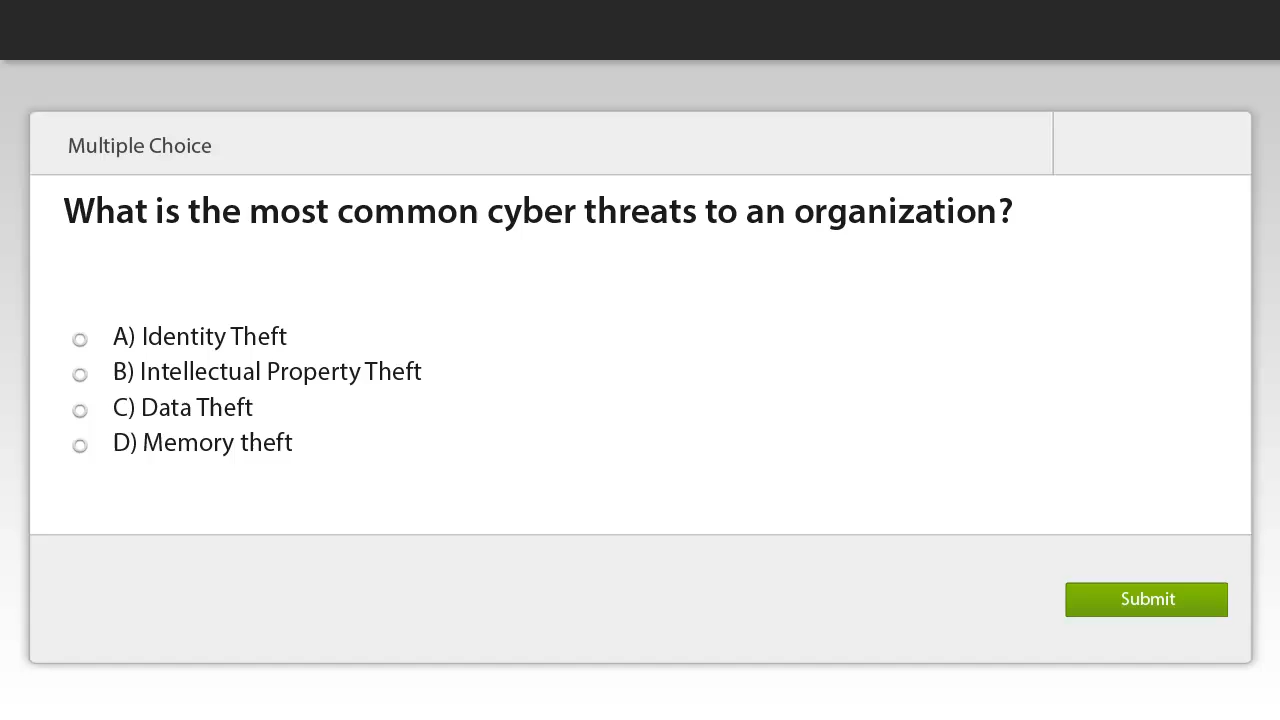 Multiple Choice
What is the most common cyber threats to an organization?
A) Identity Theft
B) Intellectual Property Theft
C) Data Theft
D) Memory theft
Submit